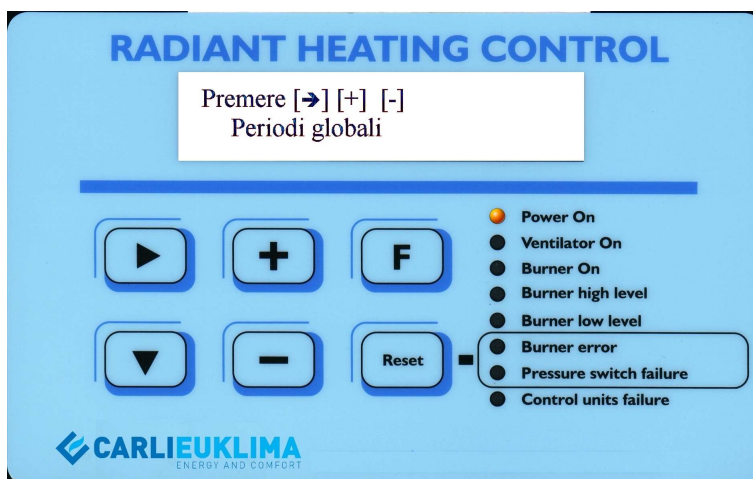 RADIANT HEATING CONTROL
Premere [➔] [+] [-]
Periodi globali
F
Reset
Power On
Ventilator On
Burner On
Burner high level
Burner low level
Burner error
Pressure switch failure
Control units failure
CARLIEUKLIMA
ENERGY AND COMFORT